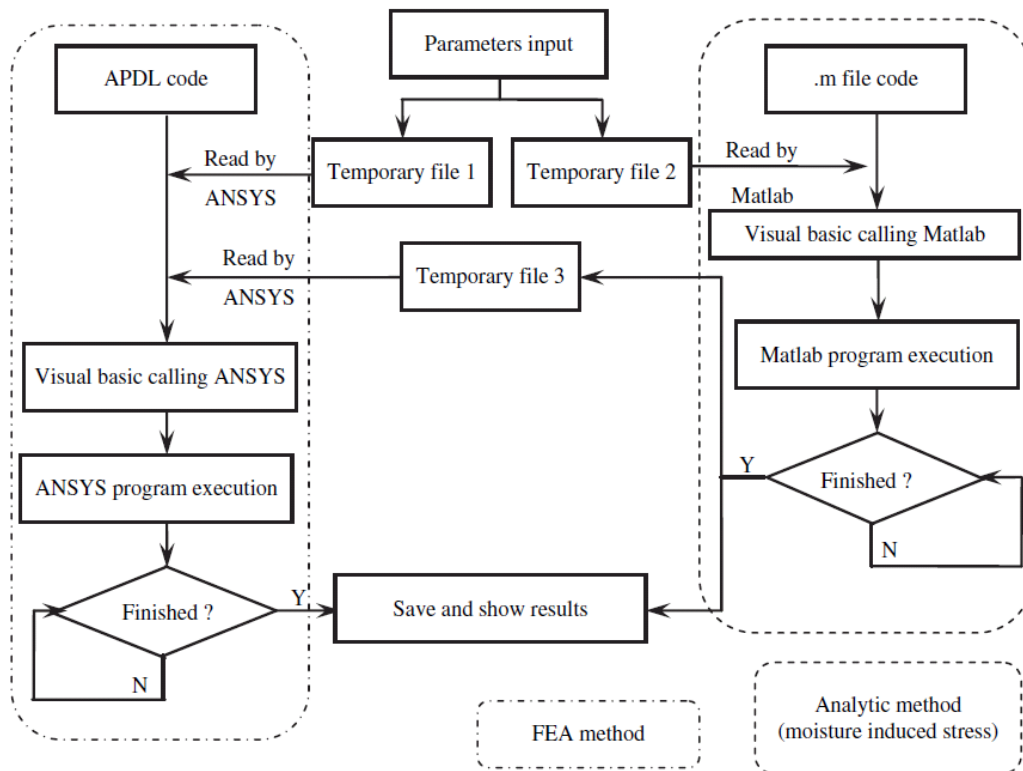 Parameters input
APDL code
.m file code
Read by
ANSYS
Temporary file 1
Temporary file 2
Read by
Matlab
Visual basic calling Matlab
Read by
ANSYS
Temporary file 3
Matlab program execution
Visual basic calling ANSYS
ANSYS program execution
Y
Finished ?
N
Finished ?
Y
N
Save and show results
FEA method
Analytic method
(moisture induced stress)